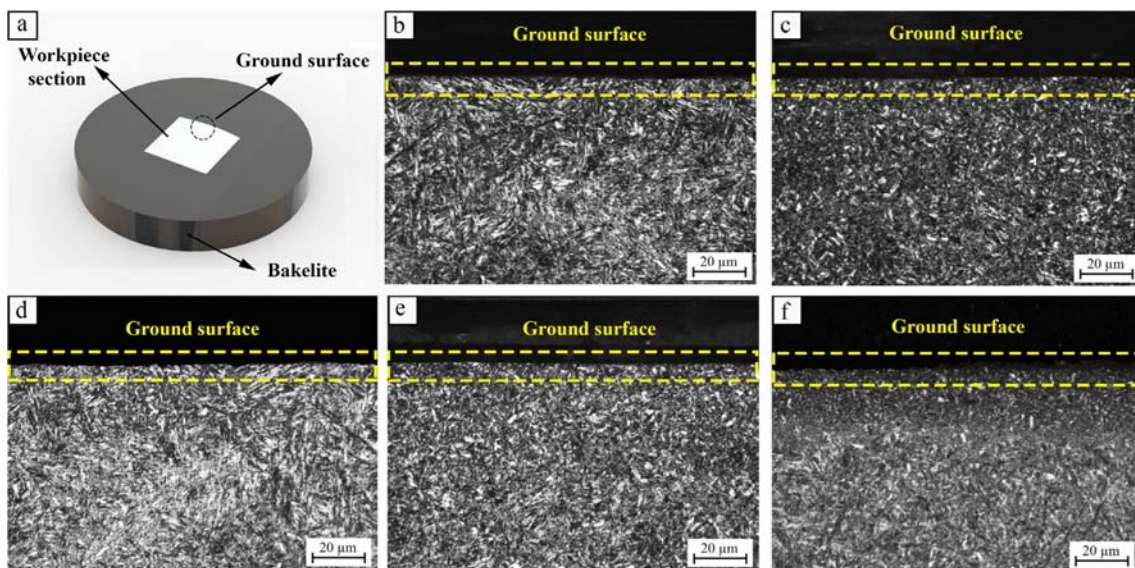 a
Workpiece
section
Ground surface
Bakelite
b
Ground surface
20 µm
c
Ground surface
20 µm
d
Ground surface
20 µm
e
Ground surface
20 µm
f
Ground surface
20 µm